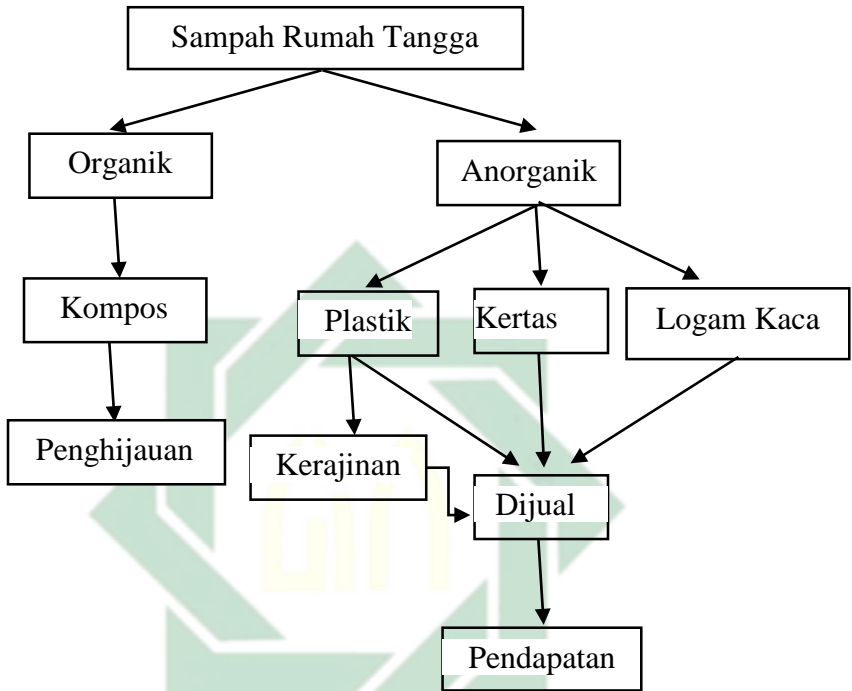 Sampah Rumah Tangga
Organik
Anorganik
Kompos
Plastik
Kertas
Logam Kaca
Penghijauan
Kerajinan
Dijual
Pendapatan